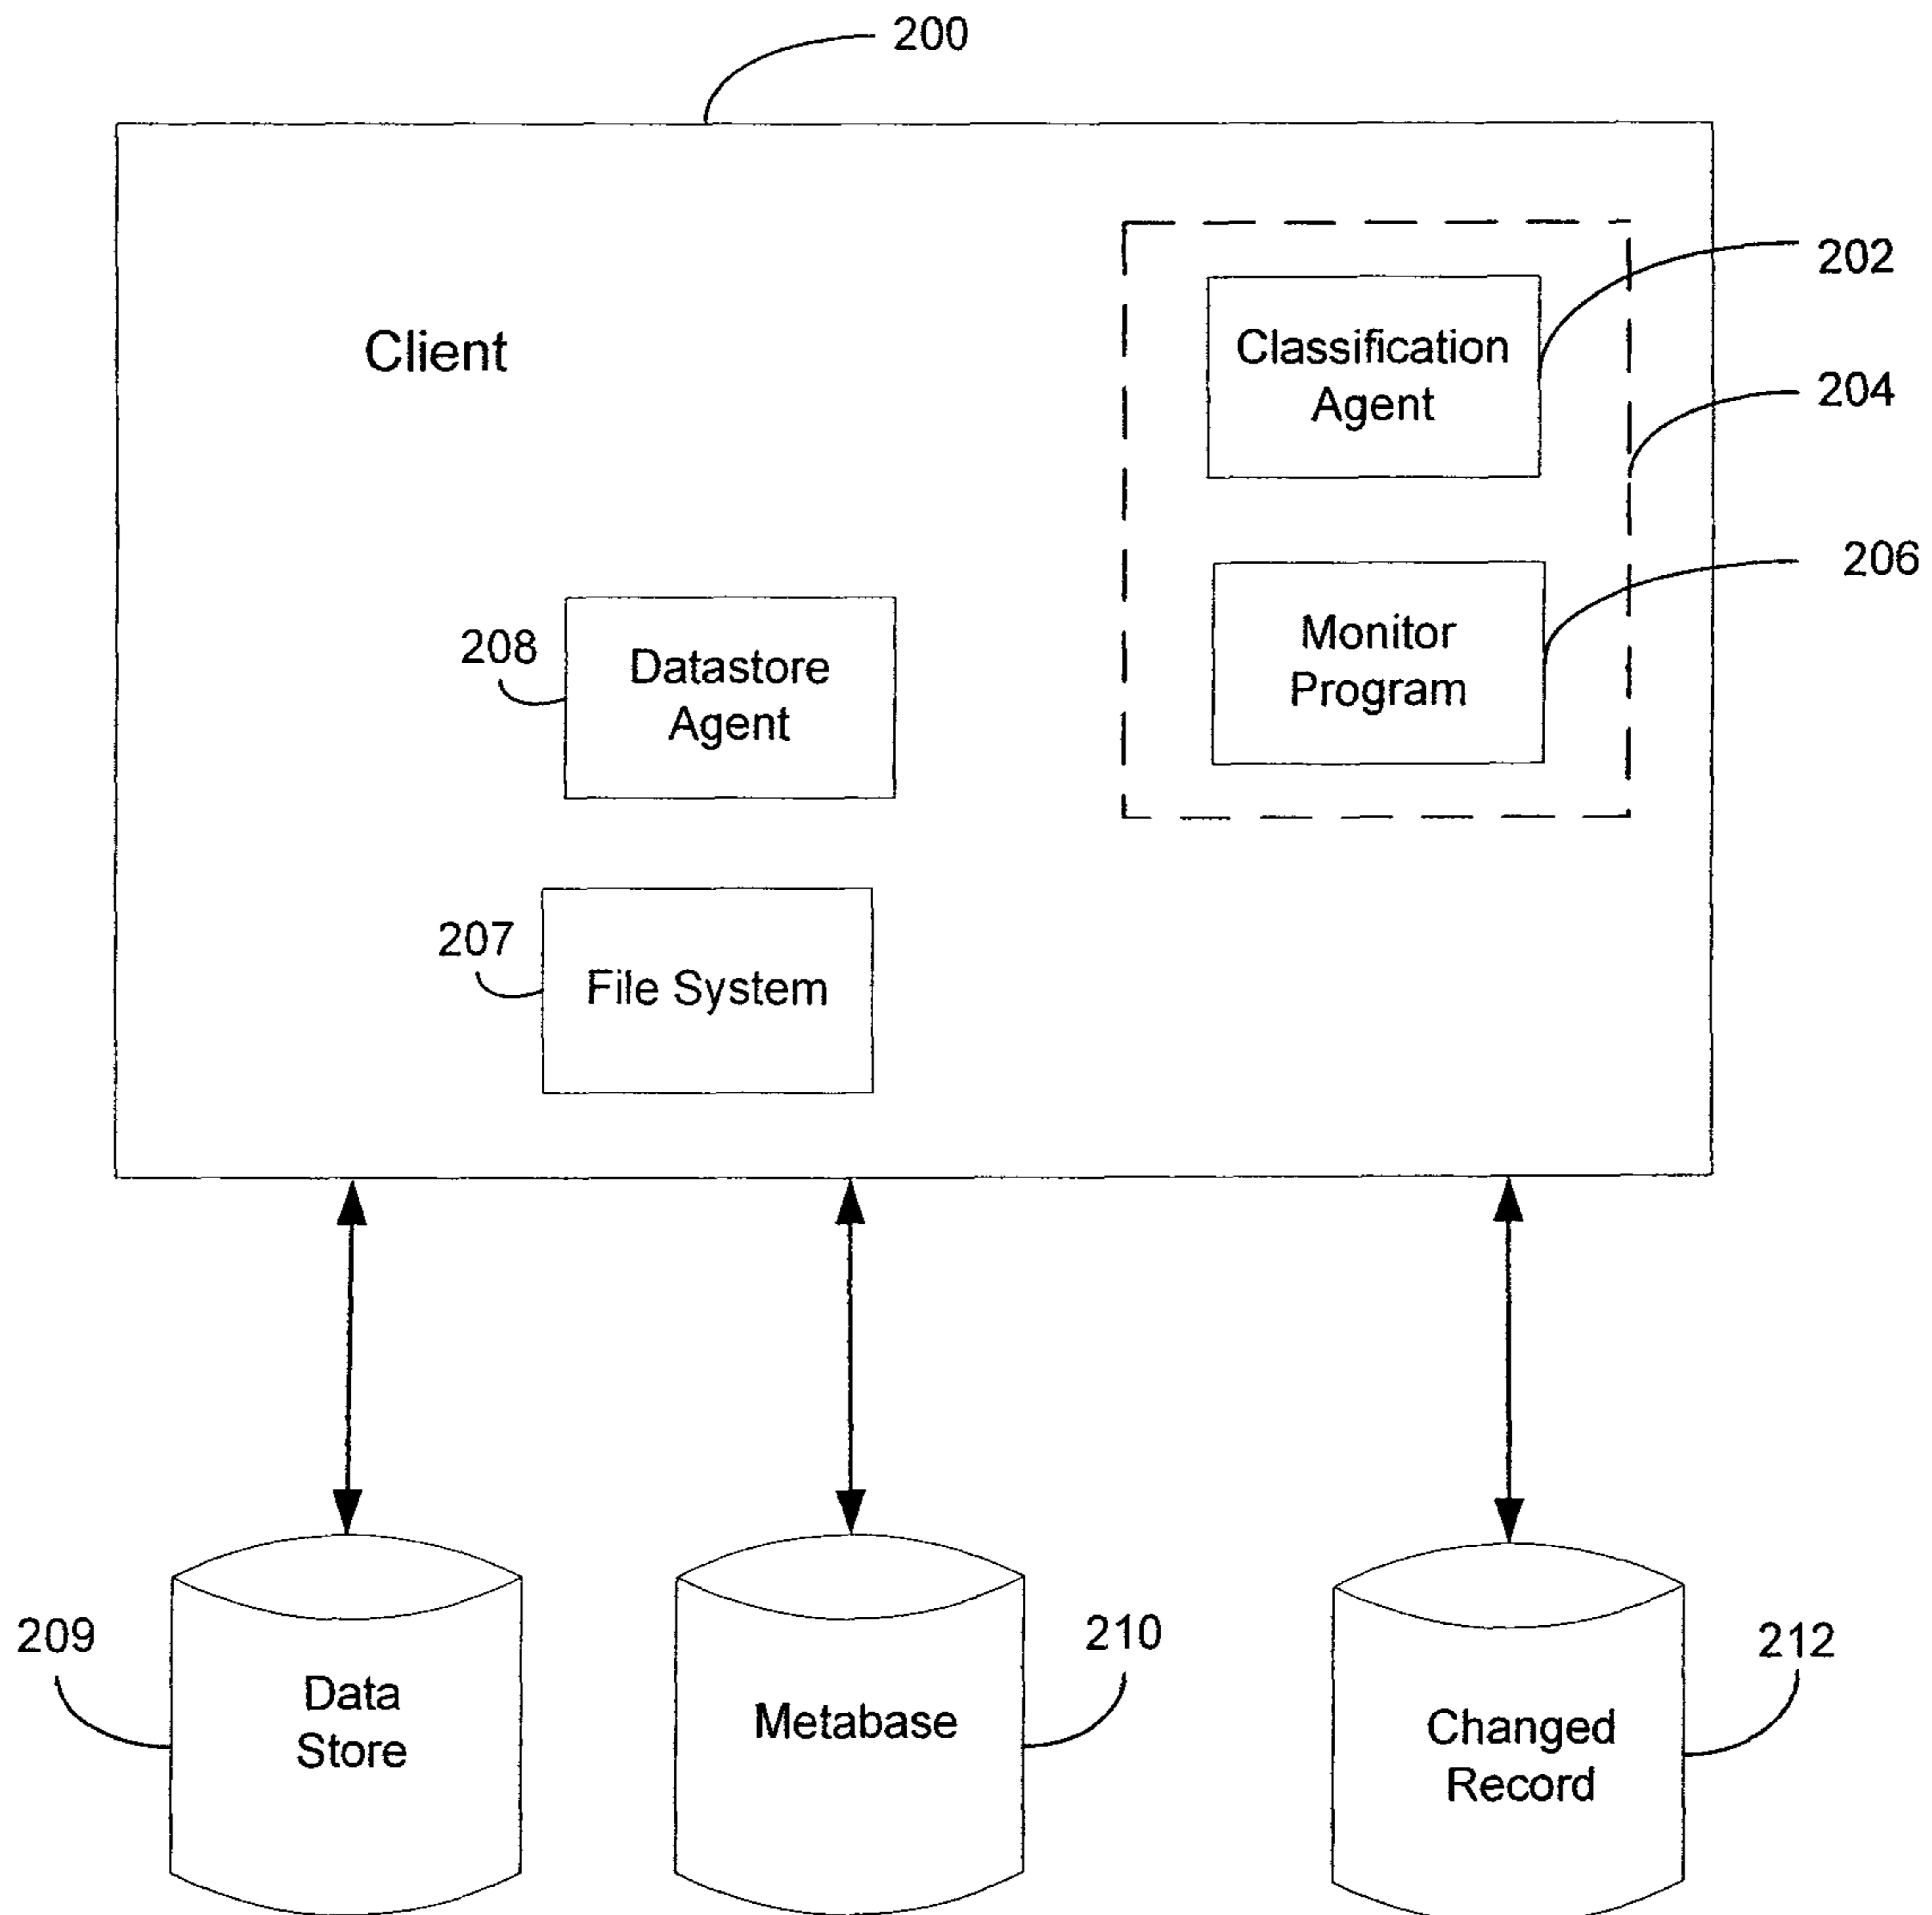 200
202
Client
Classification
Agent
204
206
Monitor
Program
208
Datastore
Agent
207
File System
209
Data
Store
210
Metabase
212
Changed
Record